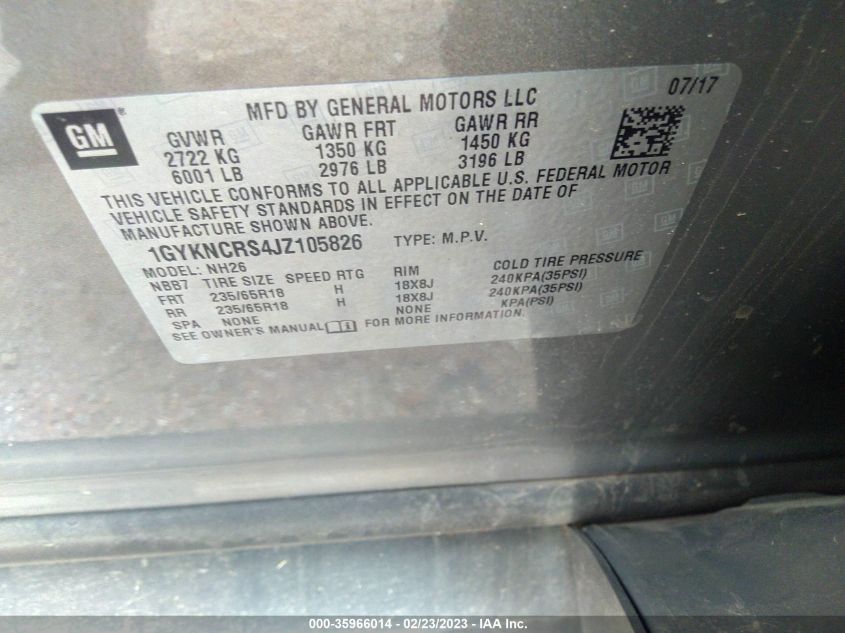 GM
MFD BY GENERAL MOTORS LLC
07/17
GVWR GAWR FRT GAWR RR
2722 KG 1350 KG 1450 KG
6001 LB 2976 LB 3196 LB
THIS VEHICLE CONFORMS TO ALL APPLICABLE U.S. FEDERAL MOTOR
VEHICLE SAFETY STANDARDS IN EFFECT ON THE DATE OF
MANUFACTURE SHOWN ABOVE.
1GYKNCRS4JZ105826 TYPE: M.P.V.
MODEL: NH26
NBB7 TIRE SIZE SPEED RTG RIM COLD TIRE PRESSURE
FRT 235/65R18 H 18X8J 240KPA(35PSI)
RR 235/65R18 H 18X8J 240KPA(35PSI)
SPA NONE NONE KPA(PSI)
SEE OWNER'S MANUAL i FOR MORE INFORMATION.
000-35966014 - 02/23/2023 - IAA Inc.